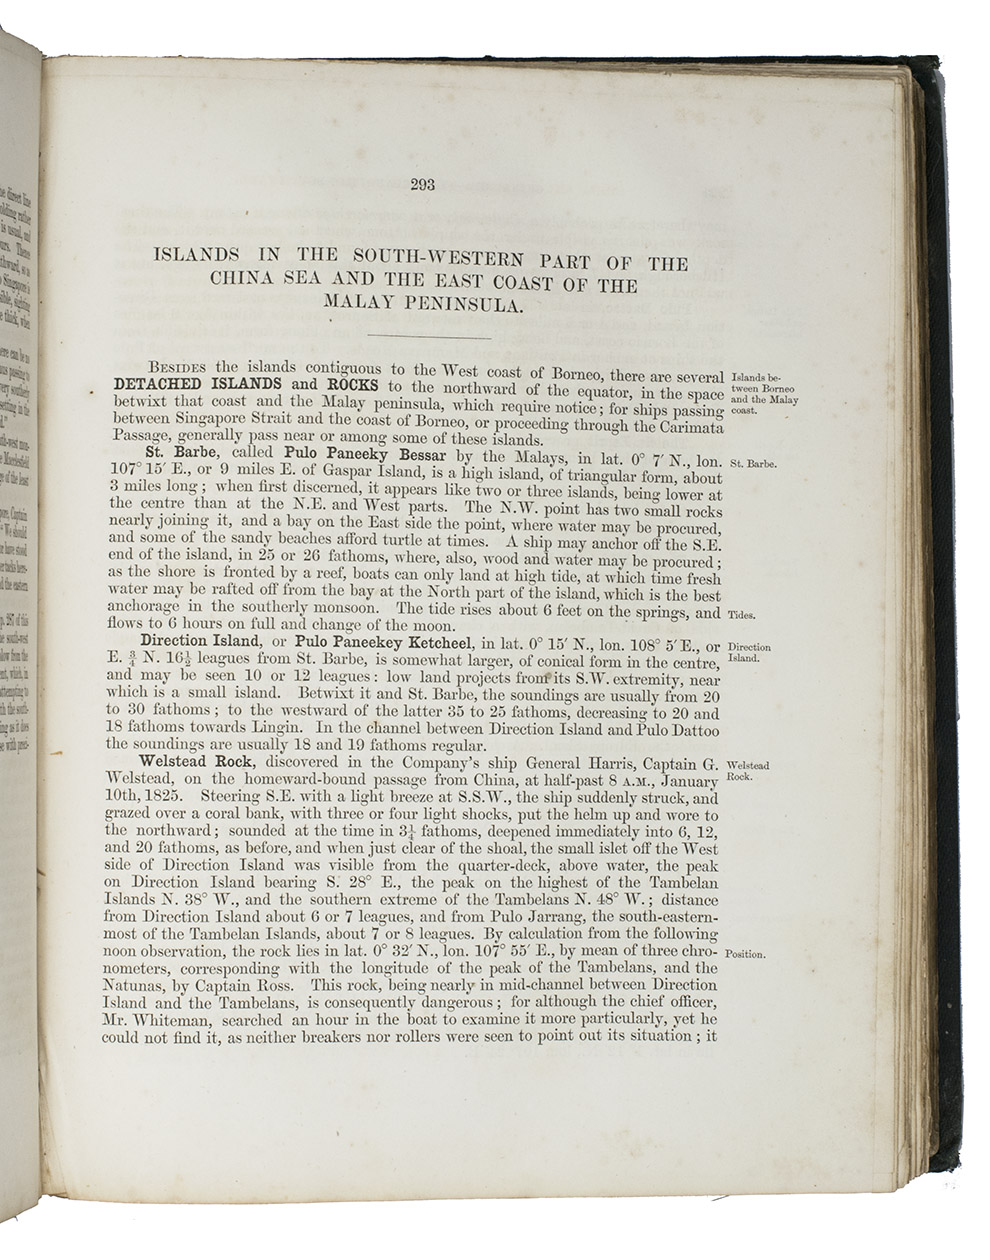 293
ISLANDS IN THE SOUTH-WESTERN PART OF THE
CHINA SEA AND THE EAST COAST OF THE
MALAY PENINSULA.
BESIDES the islands contiguous to the West coast of Borneo, there are several
DETACHED ISLANDS and ROCKS to the northward of the equator, in the space
betwixt that coast and the Malay peninsula, which require notice; for ships passing
between Singapore Strait and the coast of Borneo, or proceeding through the Carimata
Passage, generally pass near or among some of these islands.
Islands be-
tween Borneo
and the Malay
coast.
St. Barbe, called Pulo Paneeky Bessar by the Malays, in lat. 0° 7′ N., lon.
107° 15′ E., or 9 miles E. of Gaspar Island, is a high island, of triangular form, about
3 miles long; when first discerned, it appears like two or three islands, being lower at
the centre than at the N.E. and West parts. The N.W. point has two small rocks
nearly joining it, and a bay on the East side the point, where water may be procured,
and some of the sandy beaches afford turtle at times. A ship may anchor off the S.E.
end of the island, in 25 or 26 fathoms, where, also, wood and water may be procured;
as the shore is fronted by a reef, boats can only land at high tide, at which time fresh
water may be rafted off from the bay at the North part of the island, which is the best
anchorage in the southerly monsoon. The tide rises about 6 feet on the springs, and
flows to 6 hours on full and change of the moon.
St. Barbe.
Tides.
Direction Island, or Pulo Paneekey Ketcheel, in lat. 0° 15′ N., lon. 108° 5′ E., or
E. ¾ N. 16½ leagues from St. Barbe, is somewhat larger, of conical form in the centre,
and may be seen 10 or 12 leagues: low land projects from its S.W. extremity, near
which is a small island. Betwixt it and St. Barbe, the soundings are usually from 20
to 30 fathoms; to the westward of the latter 35 to 25 fathoms, decreasing to 20 and
18 fathoms towards Lingin. In the channel between Direction Island and Pulo Dattoo
the soundings are usually 18 and 19 fathoms regular.
Direction
Island.
Welstead Rock, discovered in the Company's ship General Harris, Captain G.
Welstead, on the homeward-bound passage from China, at half-past 8 A.M., January
10th, 1825. Steering S.E. with a light breeze at S.S.W., the ship suddenly struck, and
grazed over a coral bank, with three or four light shocks, put the helm up and wore to
the northward; sounded at the time in 3¼ fathoms, deepened immediately into 6, 12,
and 20 fathoms, as before, and when just clear of the shoal, the small islet off the West
side of Direction Island was visible from the quarter-deck, above water, the peak
on Direction Island bearing S. 28° E., the peak on the highest of the Tambelan
Islands N. 38° W., and the southern extreme of the Tambelans N. 48° W.; distance
from Direction Island about 6 or 7 leagues, and from Pulo Jarrang, the south-eastern-
most of the Tambelan Islands, about 7 or 8 leagues. By calculation from the following
noon observation, the rock lies in lat. 0° 32′ N., lon. 107° 55′ E., by mean of three chro-
nometers, corresponding with the longitude of the peak of the Tambelans, and the
Natunas, by Captain Ross. This rock, being nearly in mid-channel between Direction
Island and the Tambelans, is consequently dangerous; for although the chief officer,
Mr. Whiteman, searched an hour in the boat to examine it more particularly, yet he
could not find it, as neither breakers nor rollers were seen to point out its situation; it
Welstead
Rock.
Position.